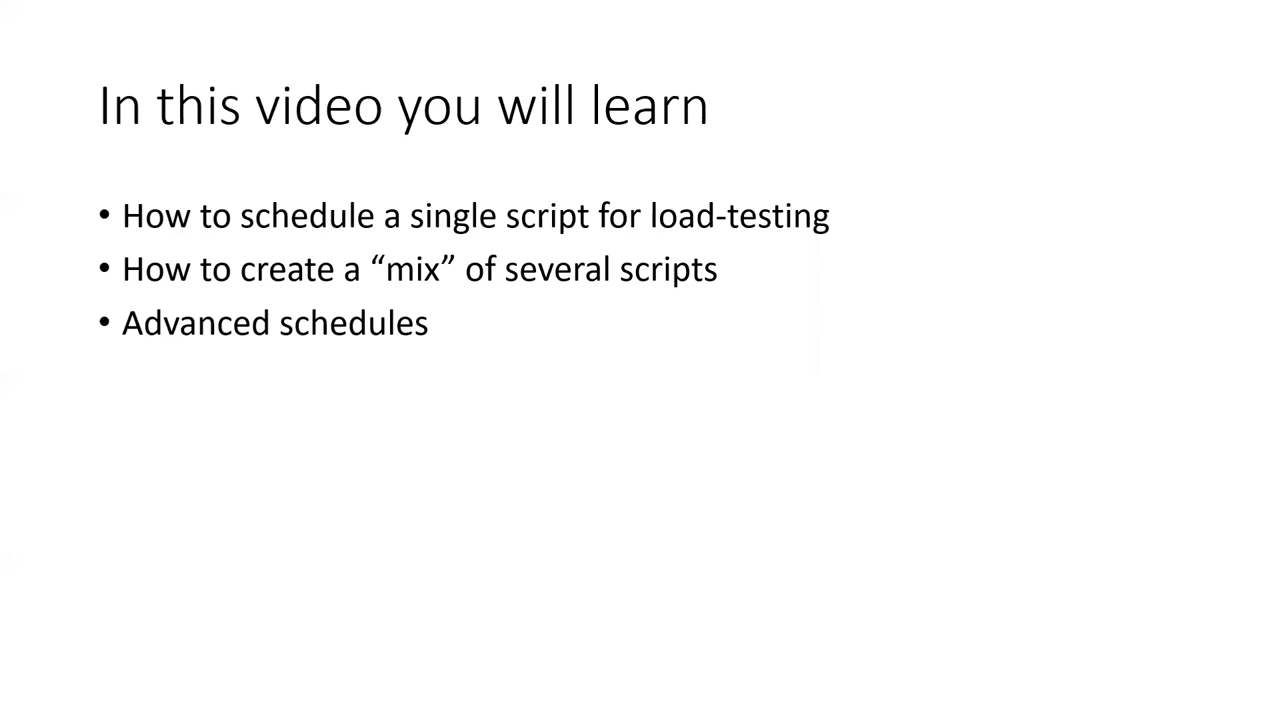 In this video you will learn
• How to schedule a single script for load-testing
• How to create a “mix” of several scripts
• Advanced schedules